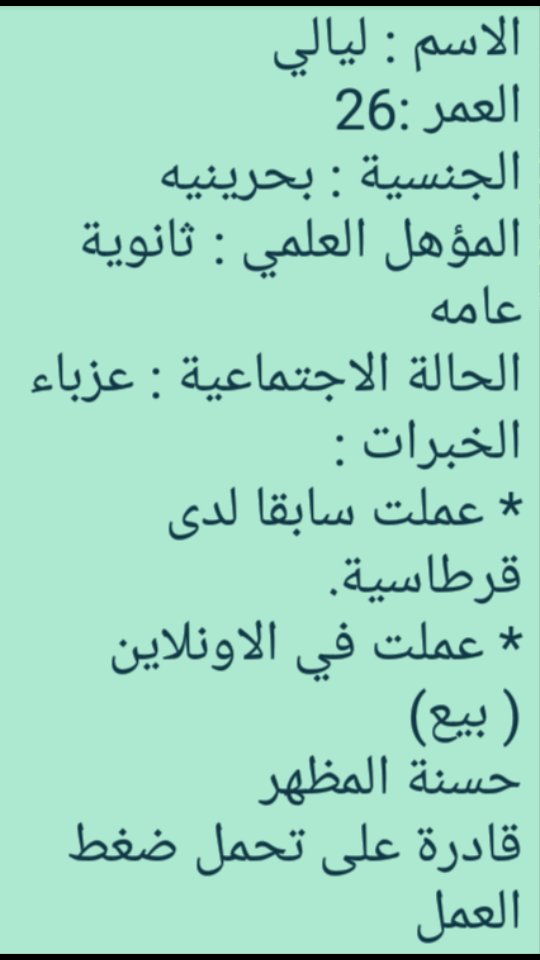 الاسم : ليالي
العمر :26
الجنسية : بحرينيه
المؤهل العلمي : ثانوية
عامه
الحالة الاجتماعية : عزباء
الخبرات :
* عملت سابقا لدى
قرطاسية.
* عملت في الاونلاين
( بيع)
حسنة المظهر
قادرة على تحمل ضغط
العمل